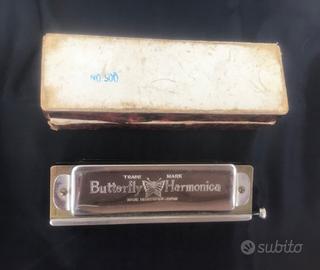 NO 500
TRADE MARK
Butterfly Harmonica
subito